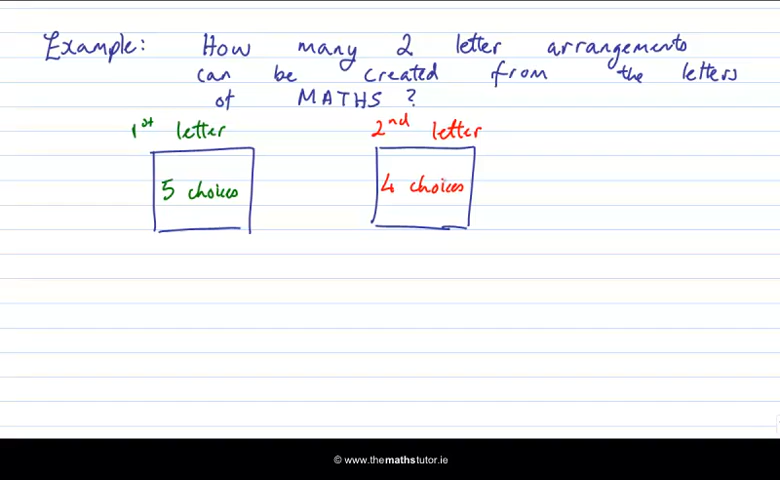 Example: How many 2 letter arrangements
can be created from the letters
of MATHS ?
1st letter 2nd letter
5 choices 4 choices
© www.themathstutor.ie